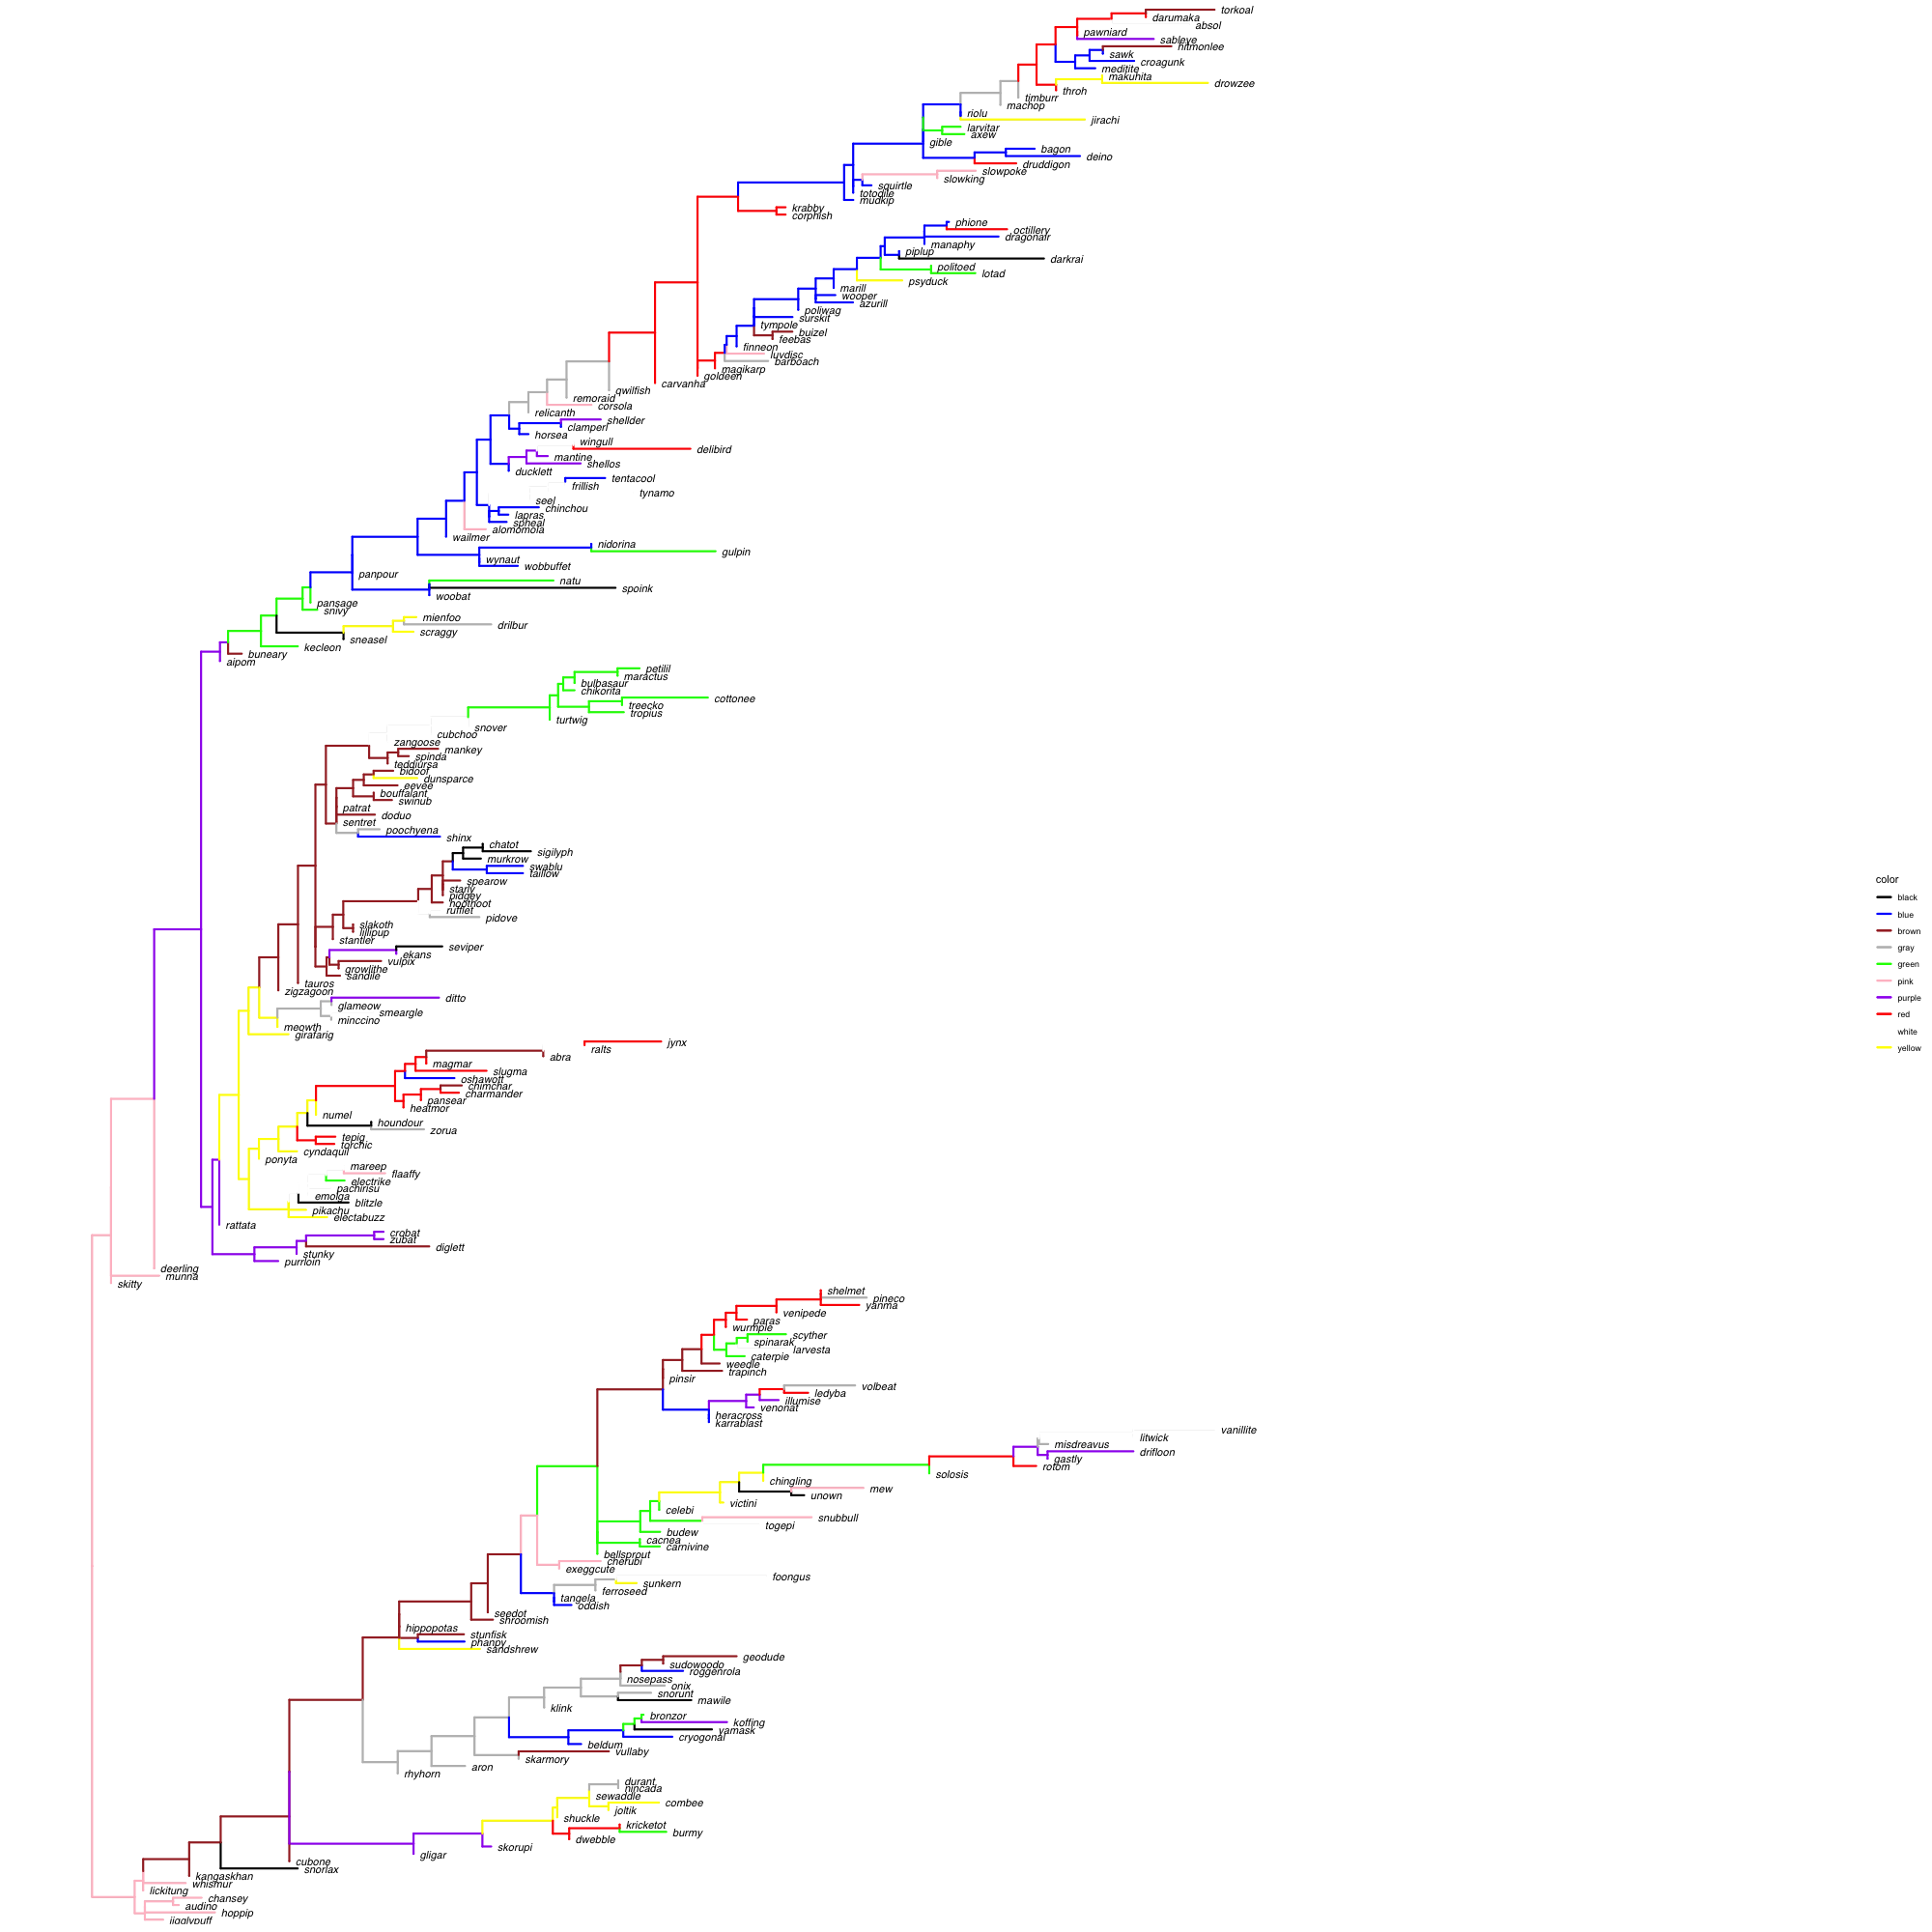 torkoal
darumaka
absol
pawniard
sableye
hitmonlee
sawk
croagunk
meditite
makuhita
drowzee
throh
timburr
machop
riolu
jirachi
larvitar
axew
gible
bagon
deino
druddigon
slowpoke
slowking
squirtle
totodile
mudkip
krabby
corphish
phione
octillery
dragonair
manaphy
piplup
darkrai
politoed
lotad
psyduck
marill
wooper
azurill
poliwag
surskit
tympole
buizel
feebas
finneon
luvdisc
barboach
magikarp
goldeen
carvanha
qwilfish
remoraid
corsola
relicanth
shellder
clamperl
horsea
wingull
delibird
mantine
shellos
ducklett
tentacool
frillish
tynamo
seel
chinchou
lapras
spheal
alomomola
wailmer
nidorina
gulpin
wynaut
wobbuffet
panpour
natu
spoink
woobat
pansage
snivy
mienfoo
drilbur
scraggy
sneasel
kecleon
buneary
aipom
petilil
maractus
bulbasaur
chikorita
cottonee
treecko
tropius
turtwig
snover
cubchoo
zangoose
mankey
spinda
teddiursa
bidoof
dunsparce
eevee
bouffalant
swinub
patrat
doduo
sentret
poochyena
shinx
chatot
sigilyph
murkrow
swablu
taillow
spearow
starly
pidgey
hoothoot
rufflet
pidove
slakoth
lillipup
stantler
seviper
ekans
vulpix
growlithe
sandile
tauros
zigzagoon
ditto
glameow
smeargle
minccino
meowth
girafarig
jynx
ralts
abra
magmar
slugma
oshawott
chimchar
charmander
pansear
heatmor
numel
houndour
zorua
tepig
torchic
cyndaquil
ponyta
mareep
flaaffy
electrike
pachirisu
emolga
blitzle
pikachu
electabuzz
rattata
crobat
zubat
diglett
stunky
purrloin
deerling
munna
skitty
shelmet
pineco
yanma
venipede
paras
wurmple
scyther
spinarak
larvesta
caterpie
weedle
trapinch
pinsir
volbeat
ledyba
illumise
venonat
heracross
karrablast
vanillite
litwick
misdreavus
drifloon
gastly
rotom
solosis
chingling
mew
unown
victini
celebi
snubbull
togepi
budew
cacnea
carnivine
bellsprout
cherubi
exeggcute
foongus
sunkern
ferroseed
tangela
oddish
seedot
shroomish
hippopotas
stunfisk
phanpy
sandshrew
geodude
sudowoodo
roggenrola
nosepass
onix
snorunt
mawile
klink
bronzor
koffing
yamask
cryogonal
beldum
vullaby
skarmory
aron
rhyhorn
durant
nincada
sewaddle
combee
joltik
shuckle
kricketot
burmy
dwebble
skorupi
gligar
cubone
snorlax
kangaskhan
whismur
lickitung
chansey
audino
hoppip
jigglypuff
color
black
blue
brown
gray
green
pink
purple
red
white
yellow